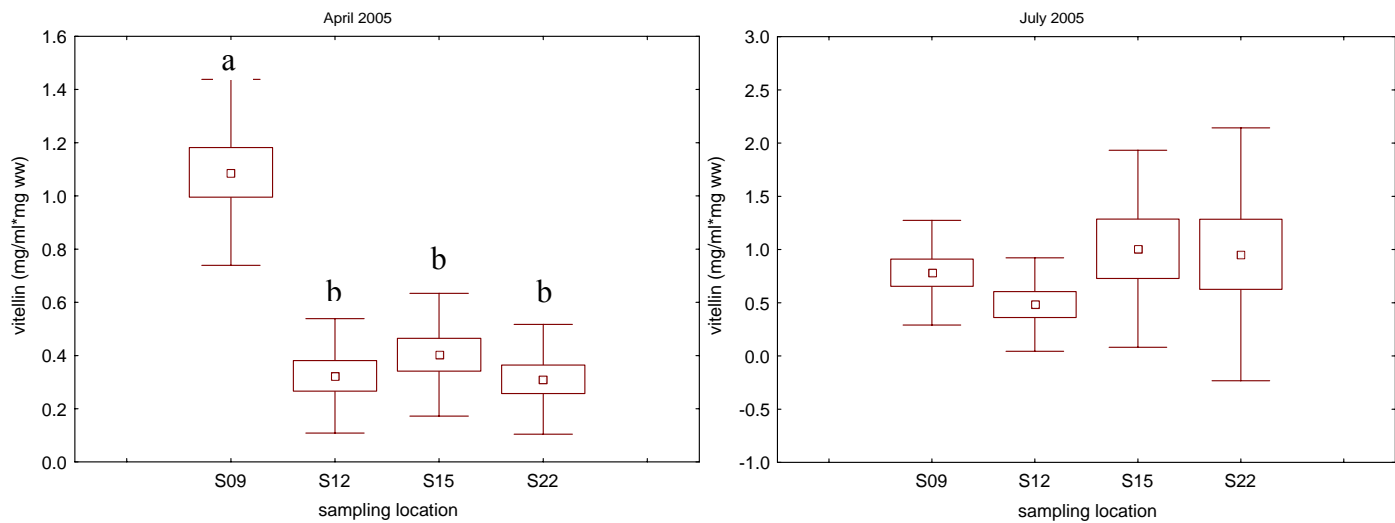 April 2005
vitellin (mg/ml*mg ww)
1.6
1.4
1.2
1.0
0.8
0.6
0.4
0.2
0.0
a
b
b
b
S09 S12 S15 S22
sampling location
July 2005
vitellin (mg/ml*mg ww)
3.0
2.5
2.0
1.5
1.0
0.5
0.0
-0.5
-1.0
S09 S12 S15 S22
sampling location